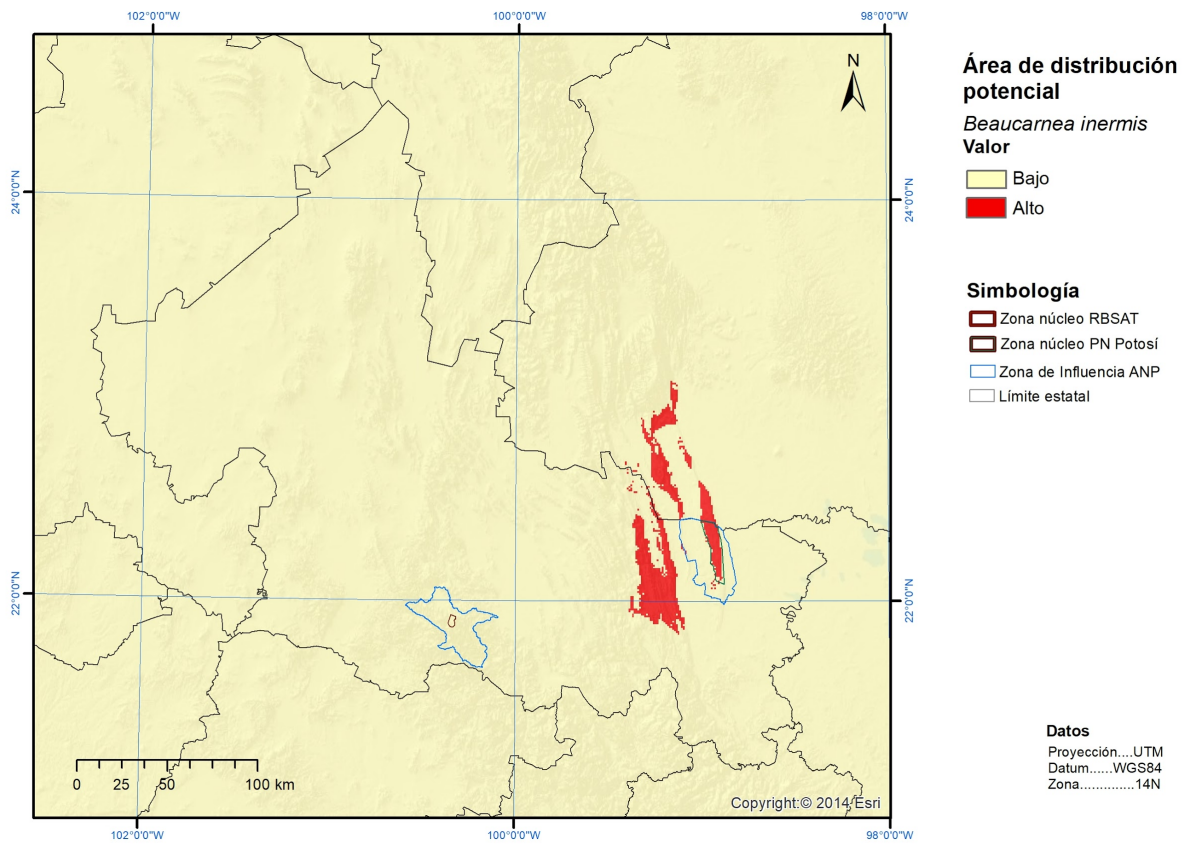 102°0'0"W
100°0'0"W
98°0'0"W
24°0'0"N
24°0'0"N
22°0'0"N
22°0'0"N
102°0'0"W
100°0'0"W
98°0'0"W
N
0 25 50 100 km
Copyright:© 2014 Esri
Área de distribución
potencial
Beaucarnea inermis
Valor
Bajo
Alto
Simbología
Zona núcleo RBSAT
Zona núcleo PN Potosí
Zona de Influencia ANP
Límite estatal
Datos
Proyección....UTM
Datum......WGS84
Zona.............14N